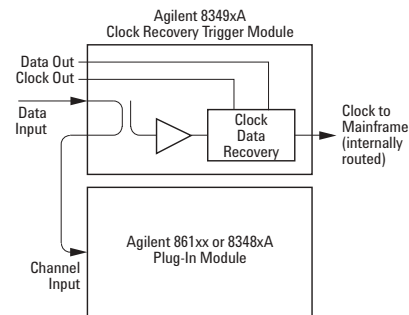 Agilent 8349xA
Clock Recovery Trigger Module
Data Out
Clock Out
Data
Input
Clock
Data
Recovery
Clock to
Mainframe
(internally
routed)
Agilent 861xx or 8348xA
Plug-In Module
Channel
Input